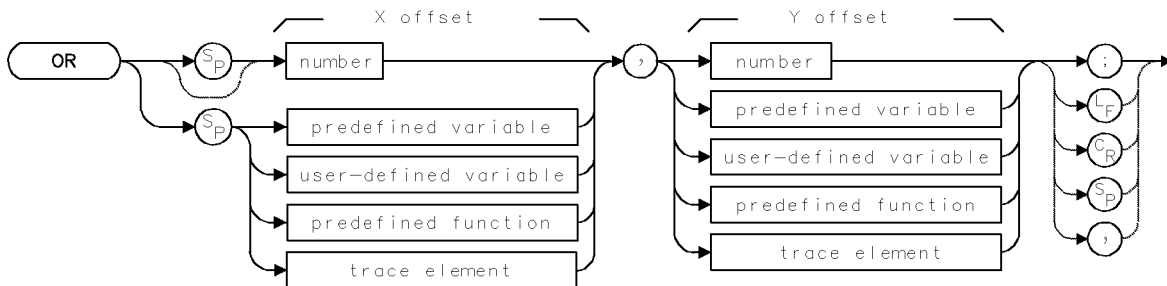 X offset
Y offset
OR
SP
number
,
number
;
predefined variable
predefined variable
LF
SP
user-defined variable
user-defined variable
CR
predefined function
predefined function
SP
trace element
trace element
,